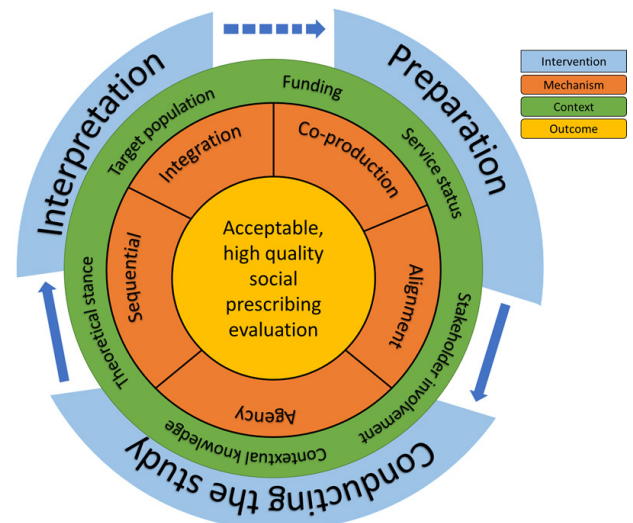 Interpretation
Preparation
Conducting the study
Target population
Funding
Service status
Stakeholder involvement
Contextual knowledge
Theoretical stance
Integration
Co-production
Alignment
Agency
Sequential
Acceptable,
high quality
social
prescribing
evaluation
Intervention
Mechanism
Context
Outcome